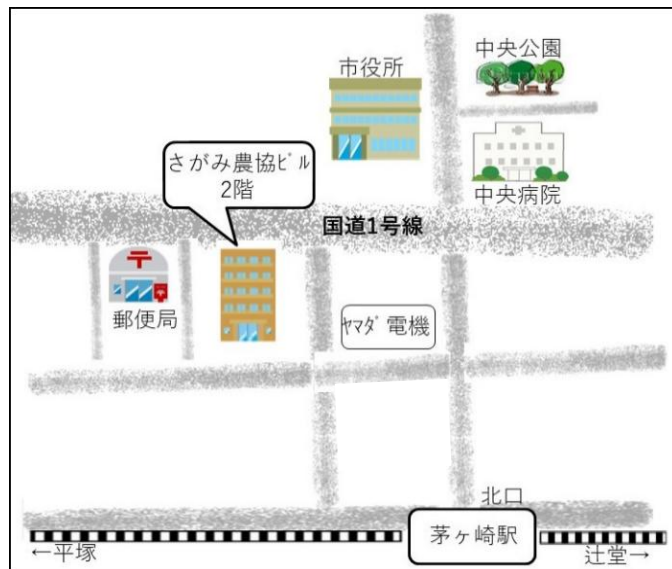 中央公園
市役所
さがみ農協ﾋﾞﾙ
2階
中央病院
国道1号線
郵便局
ﾔﾏﾀﾞ電機
北口
茅ヶ崎駅
←平塚
辻堂→